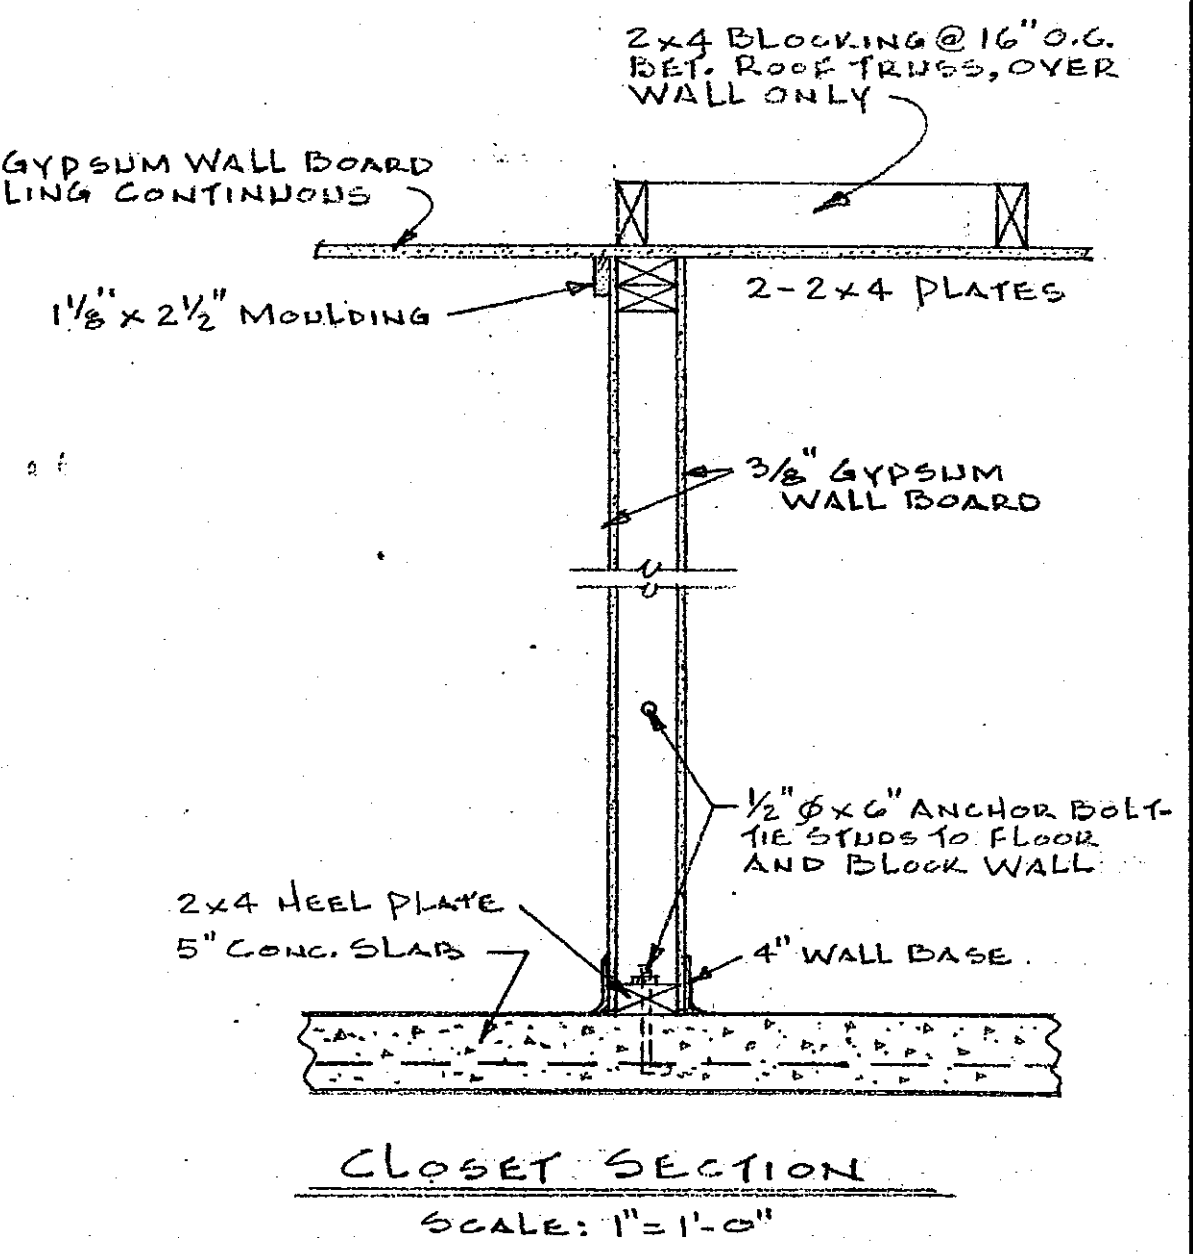 2x4 BLOCKING @ 16" O.C.
BET. ROOF TRUSS, OVER
WALL ONLY
GYPSUM WALL BOARD
LING CONTINUOUS
1 1/8" x 2 1/2" MOULDING
2-2x4 PLATES
3/8" GYPSUM
WALL BOARD
1/2" ø x 6" ANCHOR BOLT-
TIE STUDS TO FLOOR
AND BLOCK WALL
2x4 HEEL PLATE
5" CONC. SLAB
4" WALL BASE
CLOSET SECTION
SCALE: 1" = 1'-0"